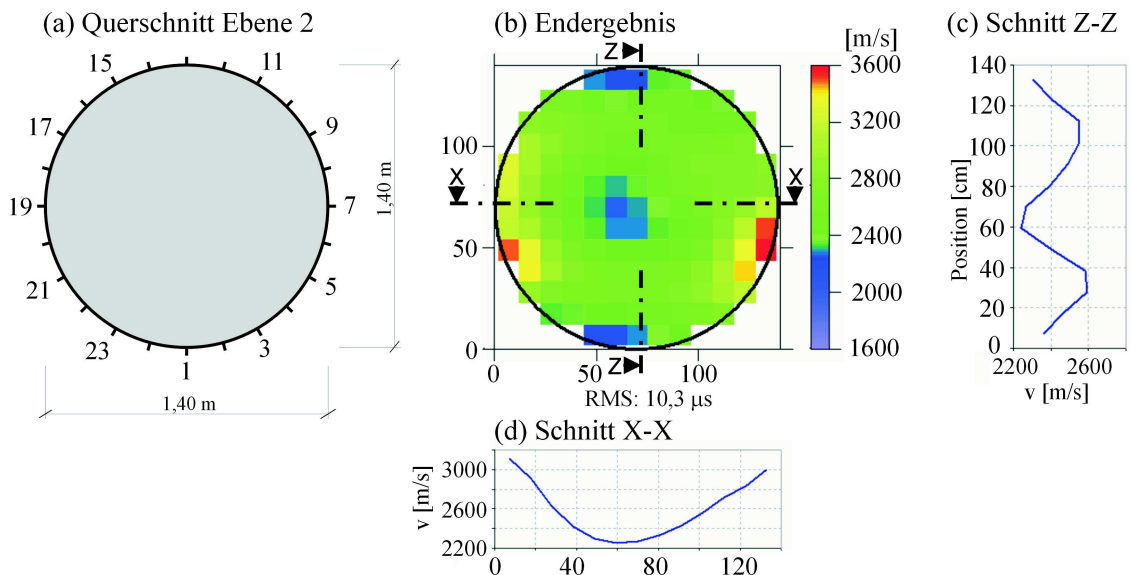 (a) Querschnitt Ebene 2
15
11
17
9
19
7
21
5
23
3
1
1,40 m
1,40 m
(b) Endergebnis
Z
X
X
Z
100
50
0
0
50
100
RMS: 10,3 µs
[m/s]
3600
3200
2800
2400
2000
1600
(c) Schnitt Z-Z
140
120
100
80
60
40
20
0
Position [cm]
2200
2600
v [m/s]
(d) Schnitt X-X
3000
2600
2200
v [m/s]
0
40
80
120